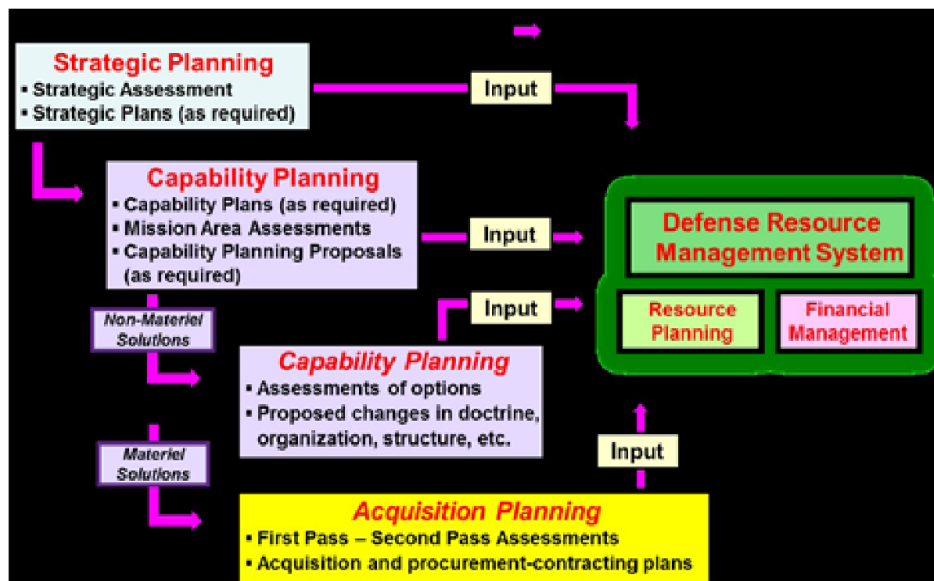 Strategic Planning
▪ Strategic Assessment
▪ Strategic Plans (as required)
Input
Capability Planning
▪ Capability Plans (as required)
▪ Mission Area Assessments
▪ Capability Planning Proposals
(as required)
Input
Defense Resource
Management System
Resource
Planning
Financial
Management
Non-Materiel
Solutions
Input
Capability Planning
▪ Assessments of options
▪ Proposed changes in doctrine,
organization, structure, etc.
Materiel
Solutions
Input
Acquisition Planning
▪ First Pass – Second Pass Assessments
▪ Acquisition and procurement-contracting plans